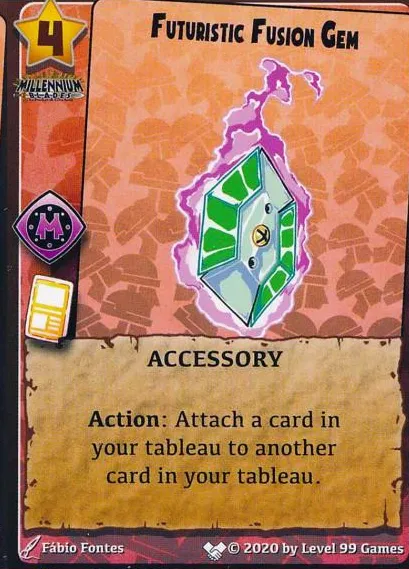 4
FUTURISTIC FUSION GEM
MILLENNIUM
BLADES
M
ACCESSORY
Action: Attach a card in
your tableau to another
card in your tableau.
Fábio Fontes
© 2020 by Level 99 Games